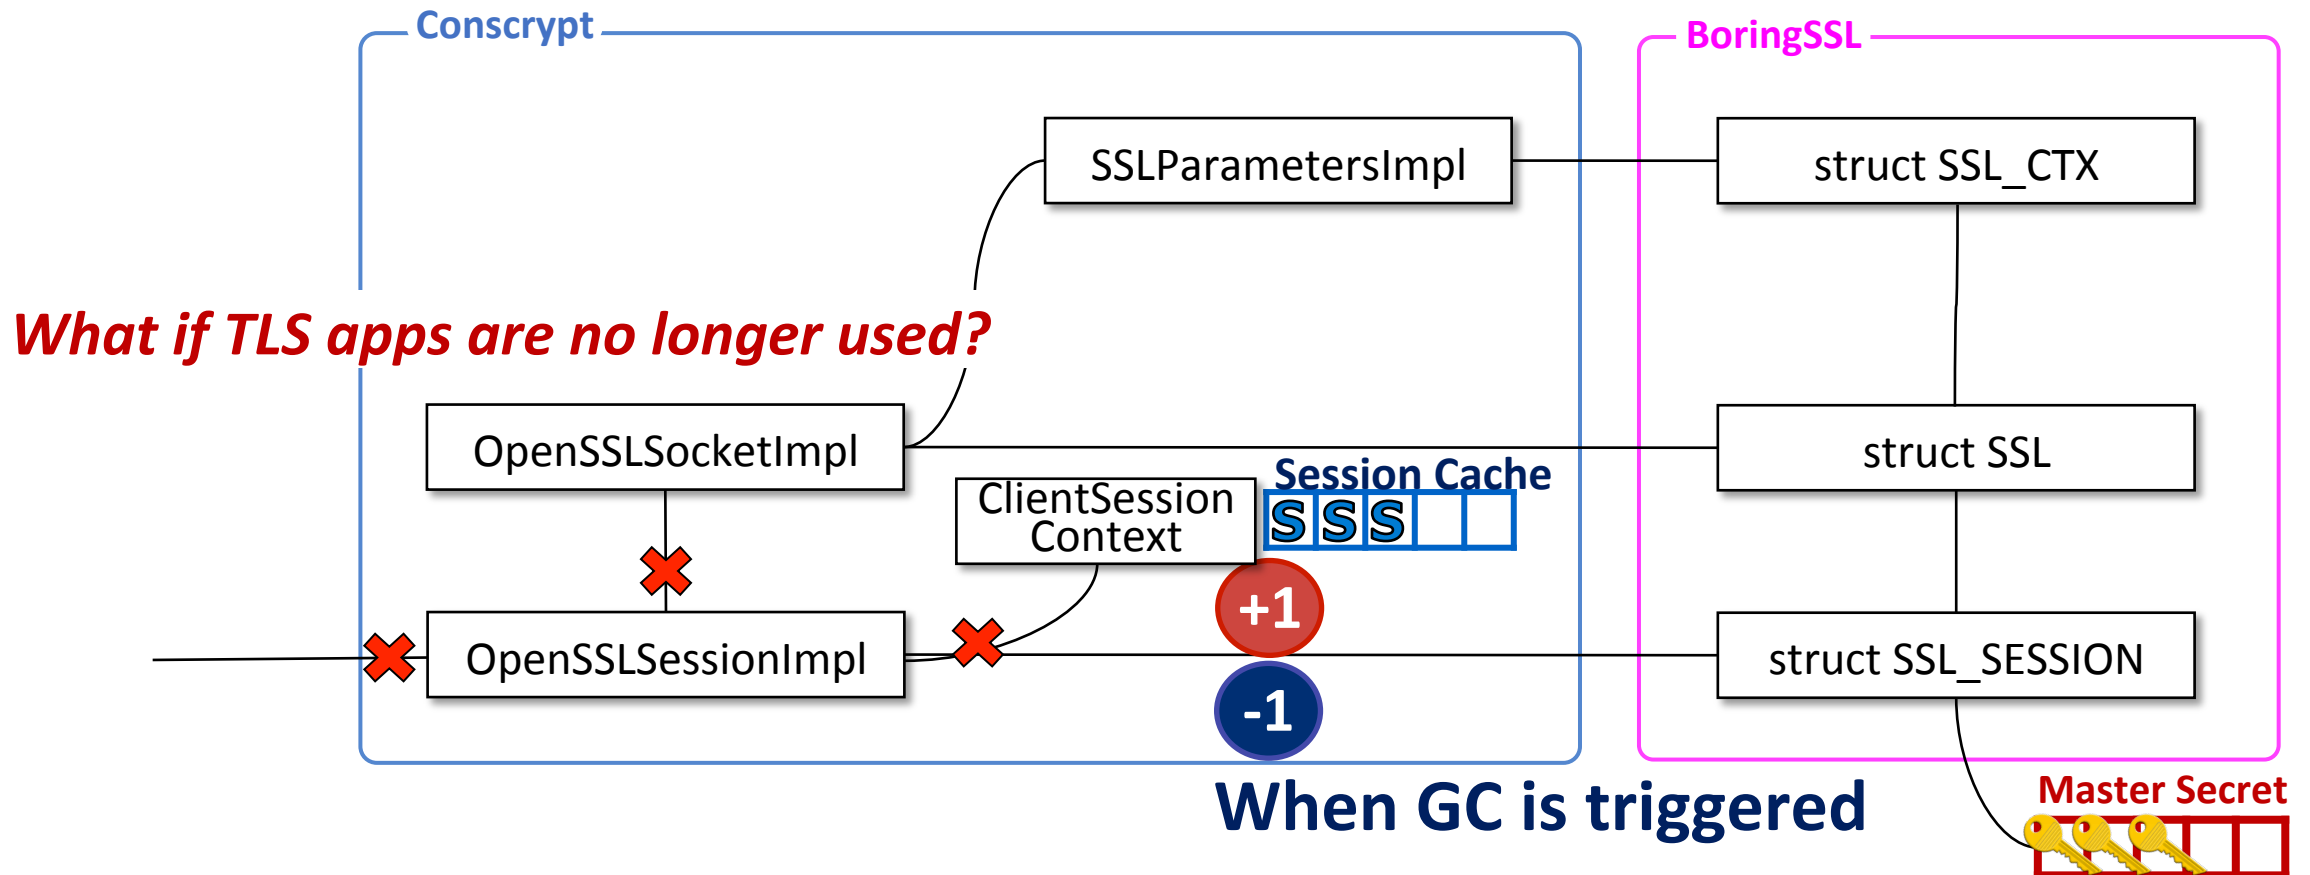 Conscrypt
BoringSSL
SSLParametersImpl
struct SSL_CTX
What if TLS apps are no longer used?
OpenSSLSocketImpl
struct SSL
Session Cache
ClientSession
Context
S S S
+1
OpenSSLSessionImpl
struct SSL_SESSION
-1
When GC is triggered
Master Secret